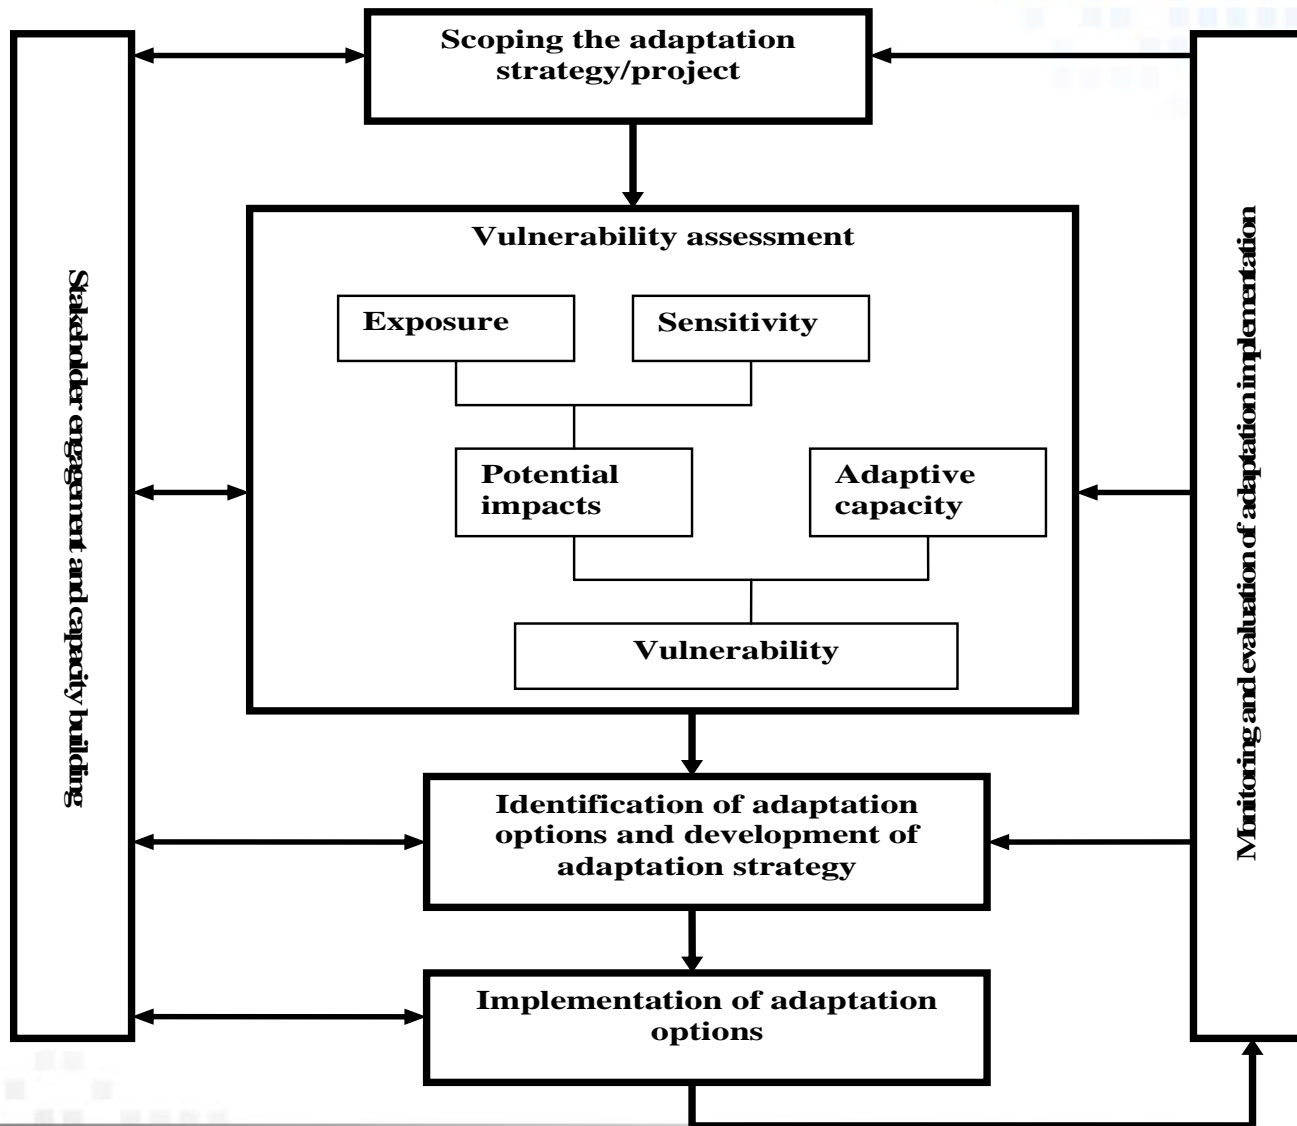 Scoping the adaptation
strategy/project
Stakeholder engagement and capacity building
Vulnerability assessment
Exposure
Sensitivity
Potential
impacts
Adaptive
capacity
Vulnerability
Identification of adaptation
options and development of
adaptation strategy
Implementation of adaptation
options
Monitoring and evaluation of adaptation implementation